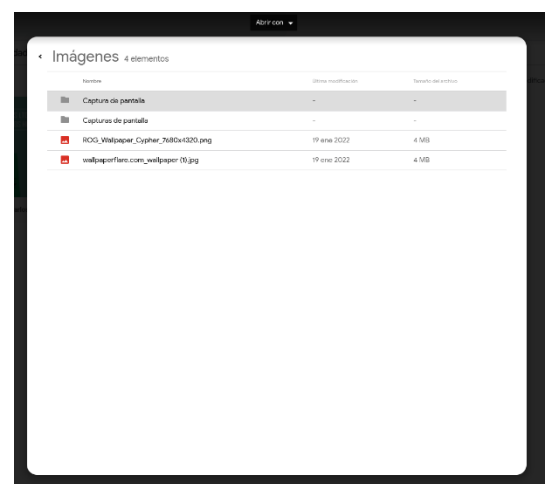 Abrir con
Imágenes 4 elementos
Nombre Última modificación Tamaño del archivo
Captura de pantalla - -
Capturas de pantalla - -
ROG_Wallpaper_Cypher_7680x4320.png 19 ene 2022 4 MB
wallpaperflare.com_wallpaper (1).jpg 19 ene 2022 4 MB